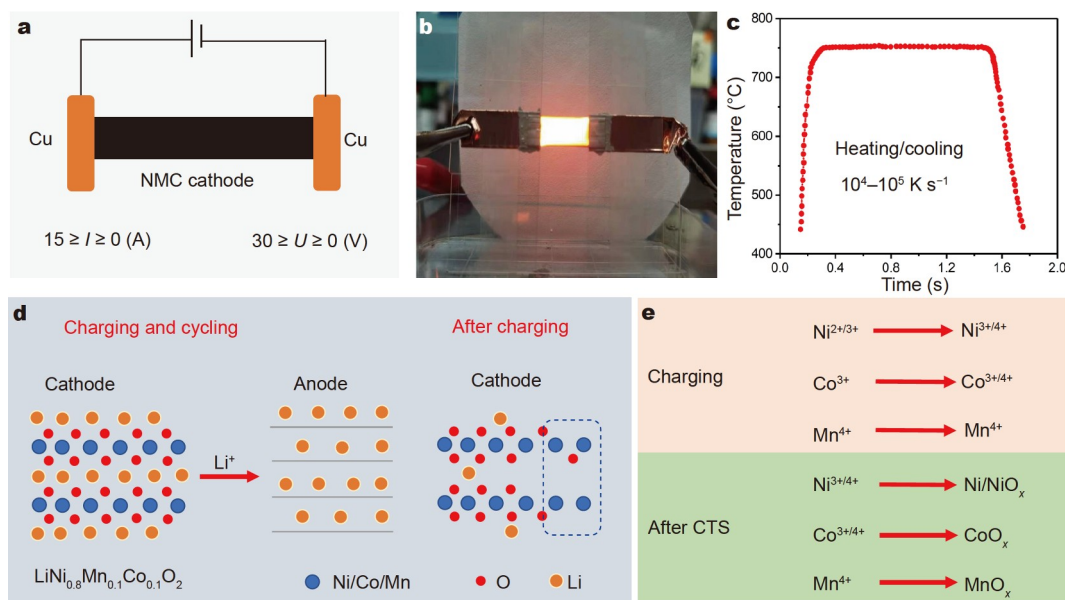 a
Cu
Cu
NMC cathode
15 ≥ I ≥ 0 (A)
30 ≥ U ≥ 0 (V)
b
c
Temperature (°C)
800
700
600
500
400
Heating/cooling
10⁴–10⁵ K s⁻¹
0.0 0.4 0.8 1.2 1.6 2.0
Time (s)
d
Charging and cycling
After charging
Cathode
Anode
Cathode
Li⁺
LiNi₀.₈Mn₀.₁Co₀.₁O₂
Ni/Co/Mn
O
Li
e
Charging
Ni²⁺/³⁺ Ni³⁺/⁴⁺
Co³⁺ Co³⁺/⁴⁺
Mn⁴⁺ Mn⁴⁺
After CTS
Ni³⁺/⁴⁺ Ni/NiOₓ
Co³⁺/⁴⁺ CoOₓ
Mn⁴⁺ MnOₓ